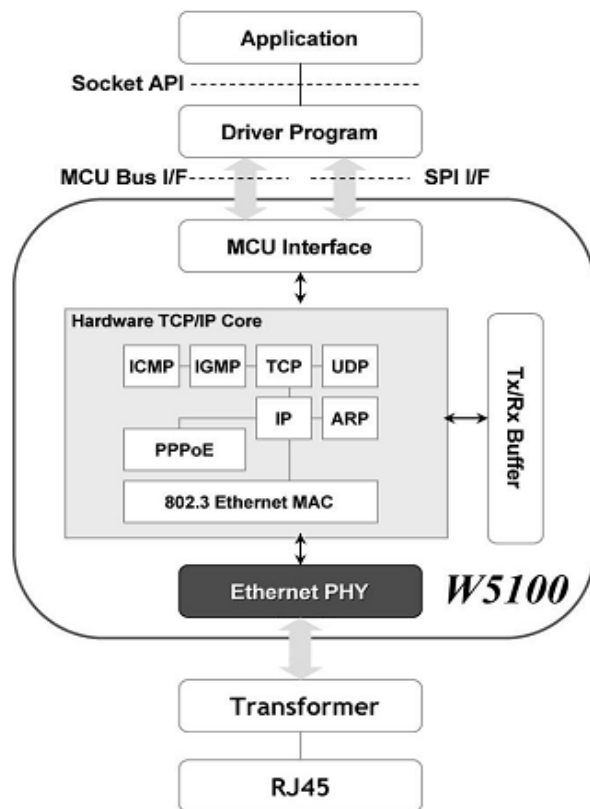 Application
Socket API
Driver Program
MCU Bus I/F
SPI I/F
MCU Interface
Hardware TCP/IP Core
ICMP
IGMP
TCP
UDP
IP
ARP
PPPoE
802.3 Ethernet MAC
Tx/Rx Buffer
Ethernet PHY
W5100
Transformer
RJ45